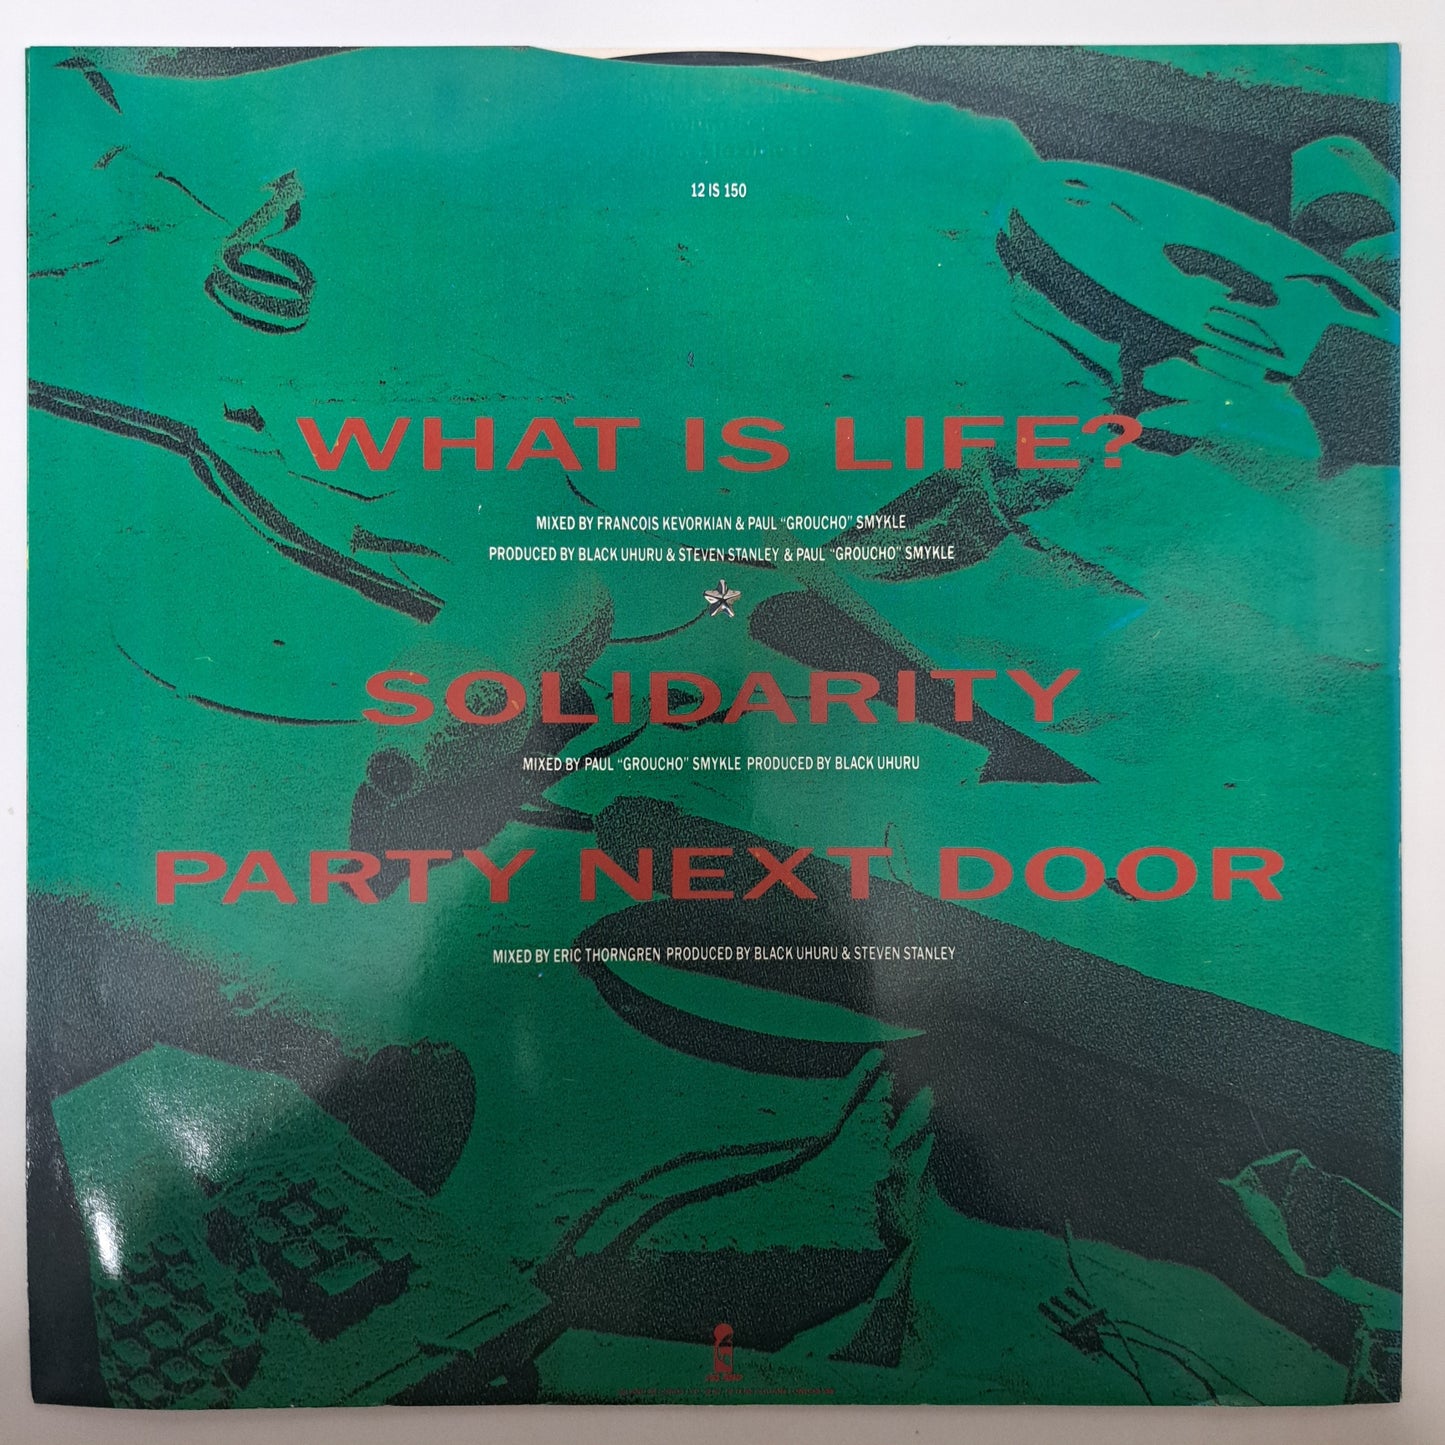 12 IS 150
WHAT IS LIFE?
MIXED BY FRANCOIS KEVORKIAN & PAUL "GROUCHO" SMYKLE
PRODUCED BY BLACK UHURU & STEVEN STANLEY & PAUL "GROUCHO" SMYKLE
SOLIDARITY
MIXED BY PAUL "GROUCHO" SMYKLE PRODUCED BY BLACK UHURU
PARTY NEXT DOOR
MIXED BY ERIC THORNGREN PRODUCED BY BLACK UHURU & STEVEN STANLEY